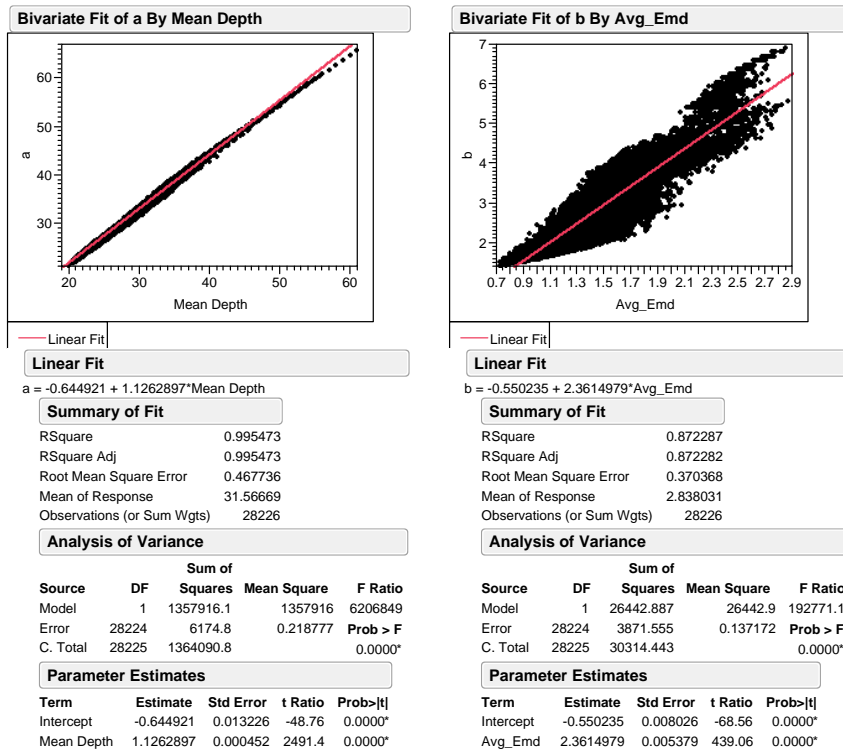 Bivariate Fit of a By Mean Depth
60
50
40
30
a
20 30 40 50 60
Mean Depth
Linear Fit
Linear Fit
a = -0.644921 + 1.1262897*Mean Depth
Summary of Fit
RSquare 0.995473
RSquare Adj 0.995473
Root Mean Square Error 0.467736
Mean of Response 31.56669
Observations (or Sum Wgts) 28226
Analysis of Variance
Sum of
Source DF Squares Mean Square F Ratio
Model 1 1357916.1 1357916 6206849
Error 28224 6174.8 0.218777 Prob > F
C. Total 28225 1364090.8 0.0000*
Parameter Estimates
Term Estimate Std Error t Ratio Prob>|t|
Intercept -0.644921 0.013226 -48.76 0.0000*
Mean Depth 1.1262897 0.000452 2491.4 0.0000*
Bivariate Fit of b By Avg_Emd
7
6
5
4
3
2
b
0.7 0.9 1.1 1.3 1.5 1.7 1.9 2.1 2.3 2.5 2.7 2.9
Avg_Emd
Linear Fit
Linear Fit
b = -0.550235 + 2.3614979*Avg_Emd
Summary of Fit
RSquare 0.872287
RSquare Adj 0.872282
Root Mean Square Error 0.370368
Mean of Response 2.838031
Observations (or Sum Wgts) 28226
Analysis of Variance
Sum of
Source DF Squares Mean Square F Ratio
Model 1 26442.887 26442.9 192771.1
Error 28224 3871.555 0.137172 Prob > F
C. Total 28225 30314.443 0.0000*
Parameter Estimates
Term Estimate Std Error t Ratio Prob>|t|
Intercept -0.550235 0.008026 -68.56 0.0000*
Avg_Emd 2.3614979 0.005379 439.06 0.0000*